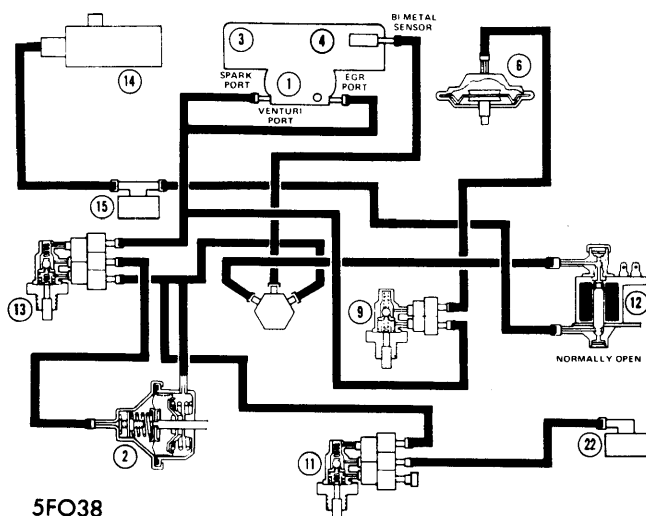 BI METAL
SENSOR
3
4
6
SPARK
PORT
1
EGR
PORT
14
VENTURI
PORT
15
13
9
12
NORMALLY OPEN
2
11
22
5FO38